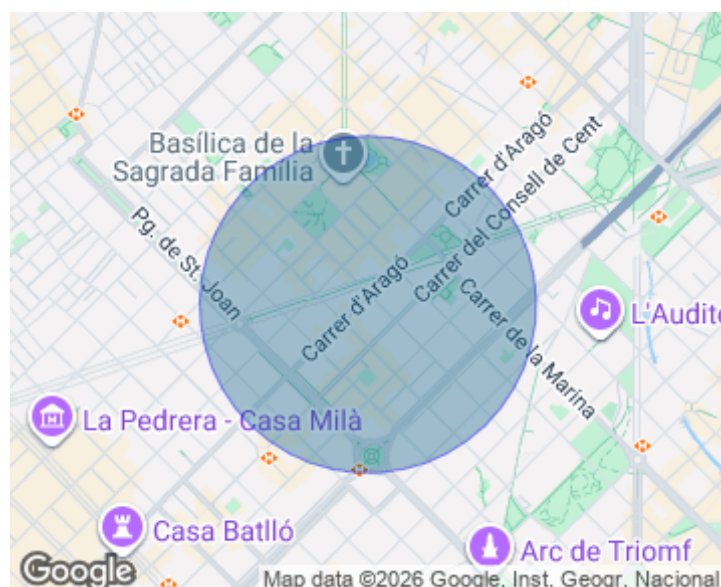 Basílica de la
Sagrada Família
Carrer d'Aragó
Carrer del Consell de Cent
Pg. de St. Joan
Carrer d'Aragó
Carrer de la Marina
L'Audito
La Pedrera - Casa Milà
Casa Batlló
Arc de Triomf
Google
Map data ©2026 Google, Inst. Geogr. Nacional